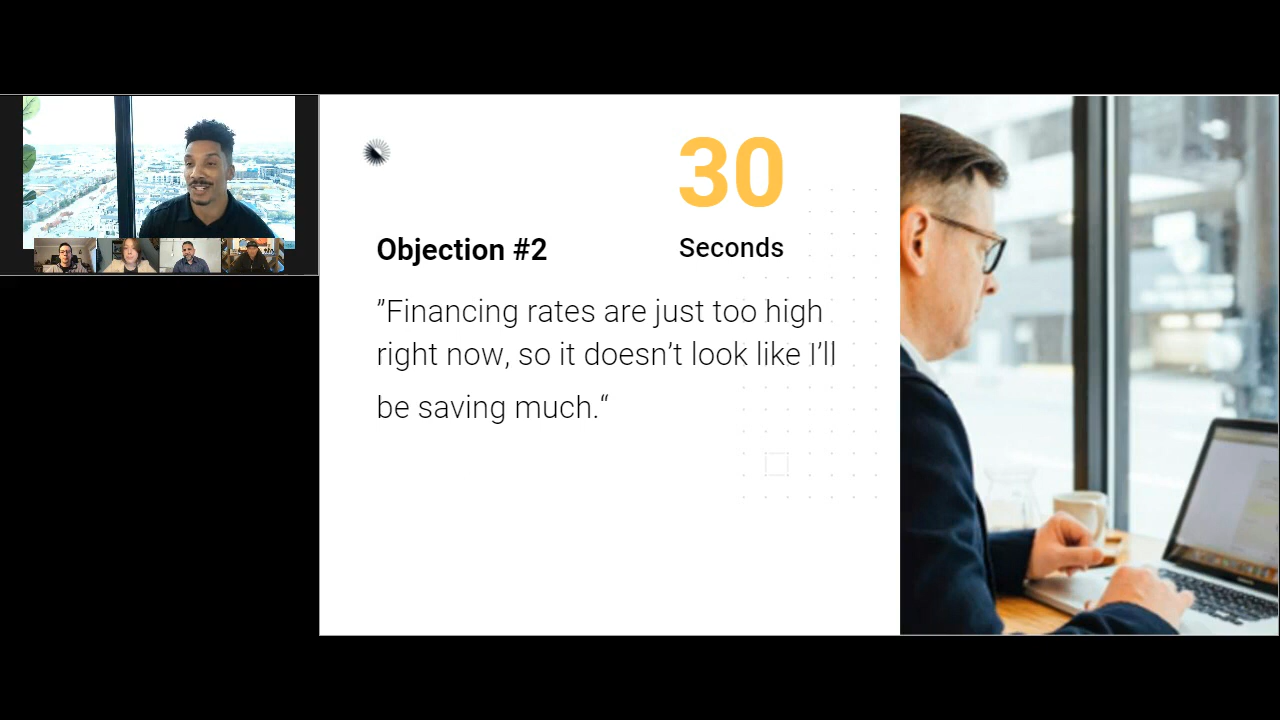 30
Objection #2
Seconds
”Financing rates are just too high
right now, so it doesn’t look like I’ll
be saving much.“